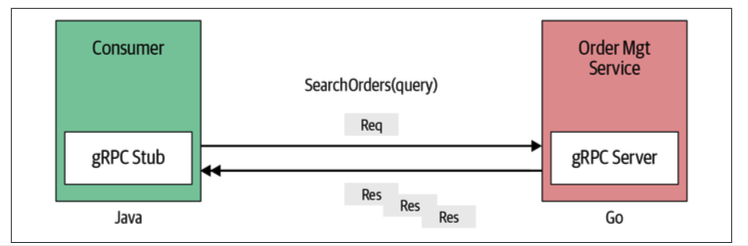 Consumer
Order Mgt
Service
SearchOrders(query)
Req
gRPC Stub
gRPC Server
Res
Res
Res
Java
Go